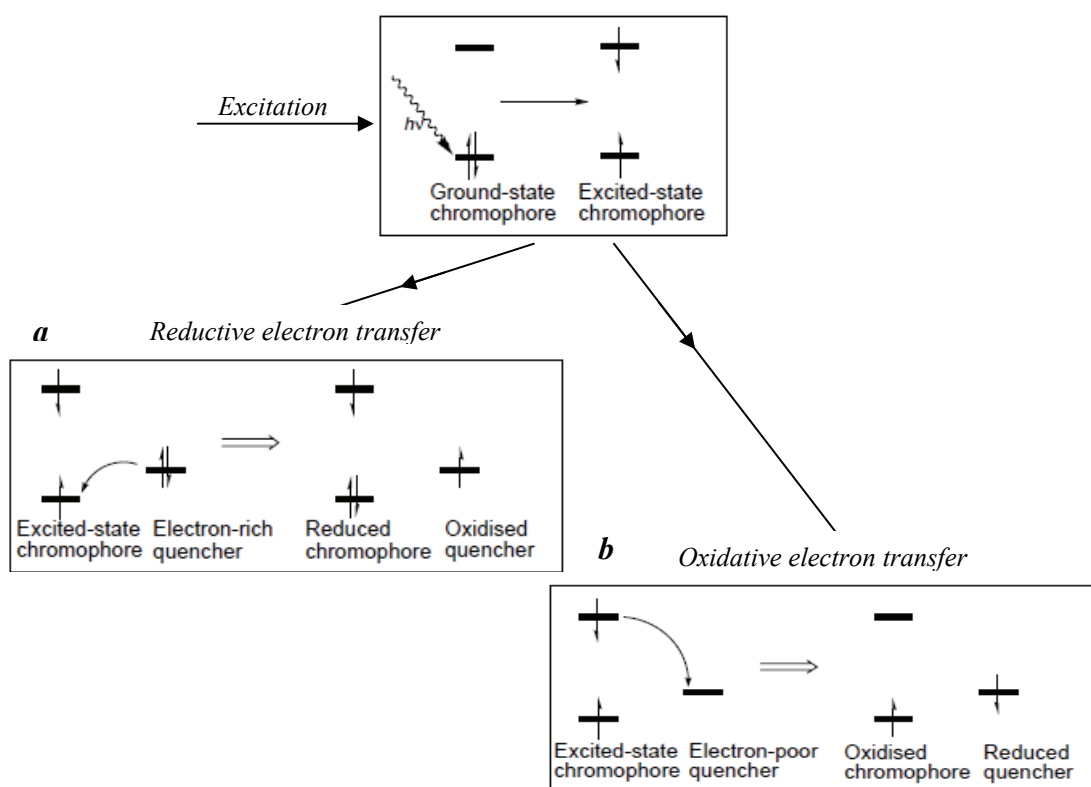 Excitation
hν
Ground-state Excited-state
chromophore chromophore
a Reductive electron transfer
Excited-state Electron-rich Reduced Oxidised
chromophore quencher chromophore quencher
b Oxidative electron transfer
Excited-state Electron-poor Oxidised Reduced
chromophore quencher chromophore quencher